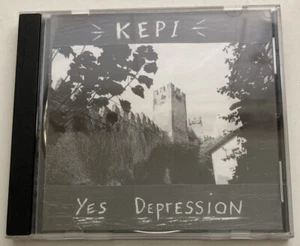 KEPI
YES DEPRESSION